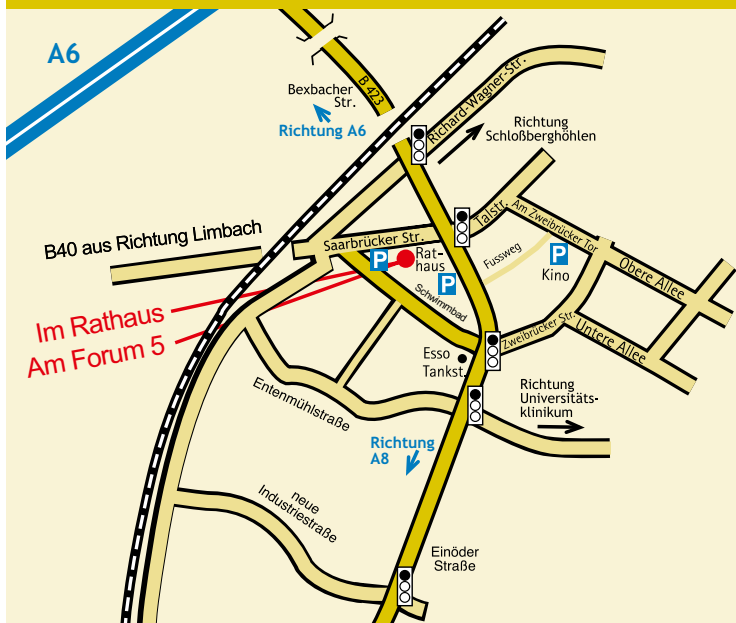 A6
Bexbacher
Str.
B 423
Richtung A6
Richard-Wagner-Str.
Richtung
Schloßberghöhlen
B40 aus Richtung Limbach
Saarbrücker Str.
Talstr.
Am Zweibrücker Tor
P
Rat-
haus
P
Fussweg
P
Kino
Obere Allee
Schwimmbad
Im Rathaus
Am Forum 5
Zweibrücker Str.
Untere Allee
Esso
Tankst.
Entenmühlstraße
Richtung
Universitäts-
klinikum
Richtung
A8
neue
Industriestraße
Einöder
Straße